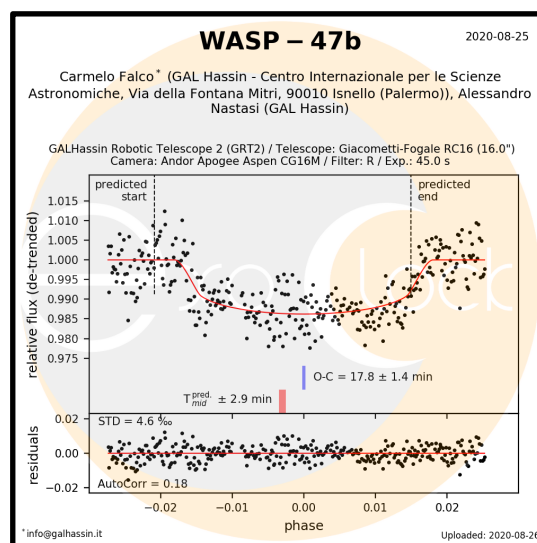 WASP – 47b
2020-08-25
Carmelo Falco* (GAL Hassin - Centro Internazionale per le Scienze
Astronomiche, Via della Fontana Mitri, 90010 Isnello (Palermo)), Alessandro
Nastasi (GAL Hassin)
GALHassin Robotic Telescope 2 (GRT2) / Telescope: Giacometti-Fogale RC16 (16.0")
Camera: Andor Apogee Aspen CG16M / Filter: R / Exp.: 45.0 s
predicted
start
predicted
end
1.015
1.010
1.005
1.000
0.995
0.990
0.985
0.980
0.975
relative flux (de-trended)
O-C = 17.8 ± 1.4 min
T_mid^pred. ± 2.9 min
0.02
0.00
−0.02
residuals
STD = 4.6 ‰
AutoCorr = 0.18
−0.02
−0.01
0.00
0.01
0.02
phase
*info@galhassin.it
Uploaded: 2020-08-26
ExoClock